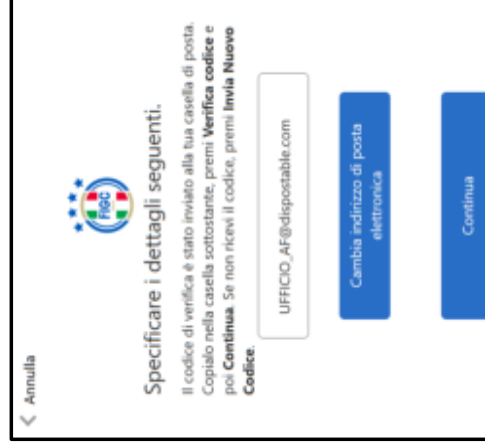 Annulla
FIGC
Specificare i dettagli seguenti.
Il codice di verifica è stato inviato alla tua casella di posta.
Copialo nella casella sottostante, premi Verifica codice e
poi Continua. Se non ricevi il codice, premi Invia Nuovo
Codice.
UFFICIO_AF@dispostable.com
Cambia indirizzo di posta
elettronica
Continua